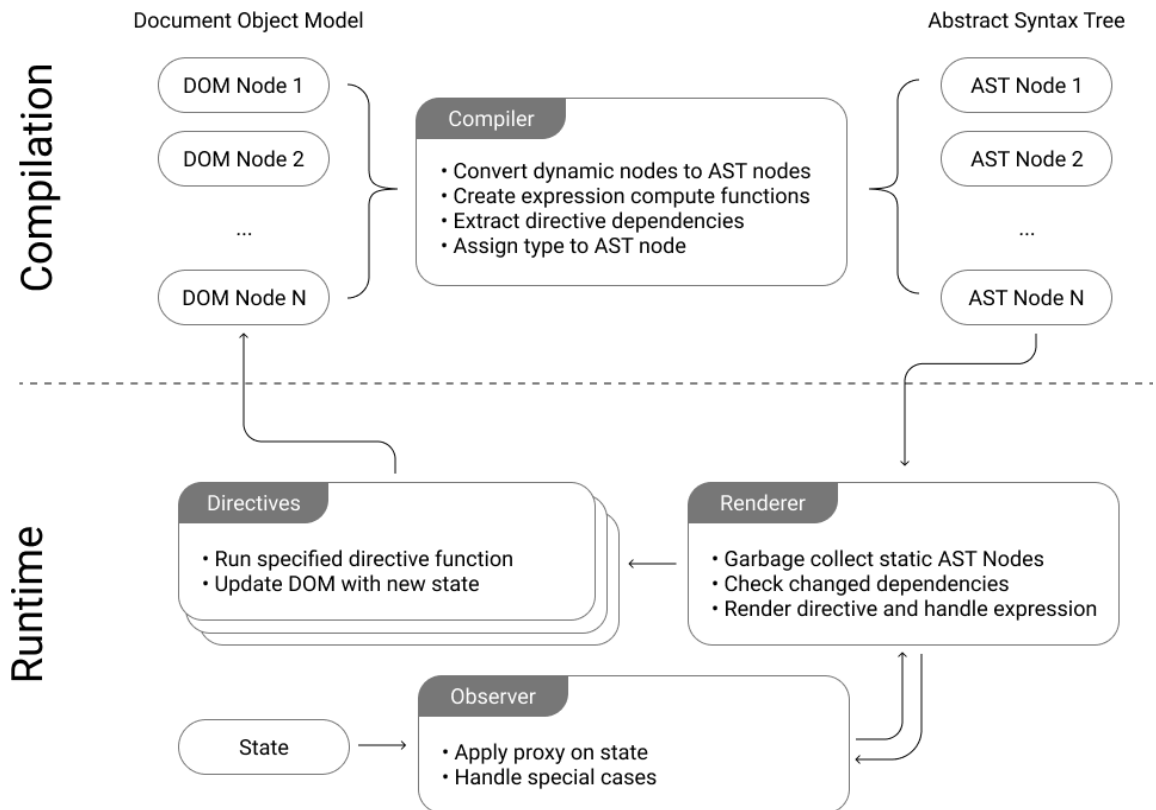 Document Object Model
Abstract Syntax Tree
Compilation
DOM Node 1
DOM Node 2
...
DOM Node N
Compiler
• Convert dynamic nodes to AST nodes
• Create expression compute functions
• Extract directive dependencies
• Assign type to AST node
AST Node 1
AST Node 2
...
AST Node N
Runtime
Directives
• Run specified directive function
• Update DOM with new state
Renderer
• Garbage collect static AST Nodes
• Check changed dependencies
• Render directive and handle expression
State
Observer
• Apply proxy on state
• Handle special cases